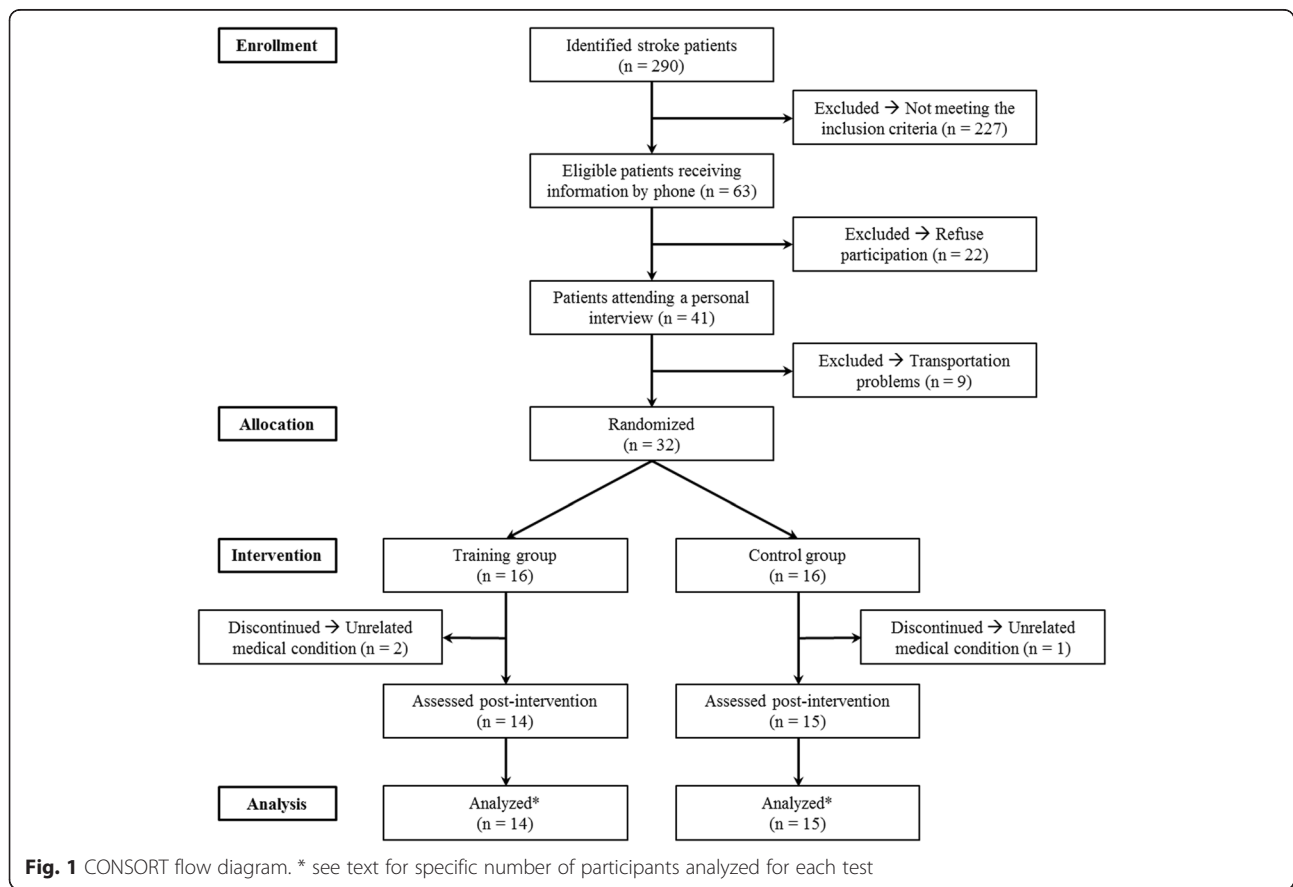 Enrollment
Identified stroke patients
(n = 290)
Excluded → Not meeting the
inclusion criteria (n = 227)
Eligible patients receiving
information by phone (n = 63)
Excluded → Refuse
participation (n = 22)
Patients attending a personal
interview (n = 41)
Excluded → Transportation
problems (n = 9)
Allocation
Randomized
(n = 32)
Intervention
Training group
(n = 16)
Control group
(n = 16)
Discontinued → Unrelated
medical condition (n = 2)
Discontinued → Unrelated
medical condition (n = 1)
Assessed post-intervention
(n = 14)
Assessed post-intervention
(n = 15)
Analysis
Analyzed*
(n = 14)
Analyzed*
(n = 15)
Fig. 1 CONSORT flow diagram. * see text for specific number of participants analyzed for each test